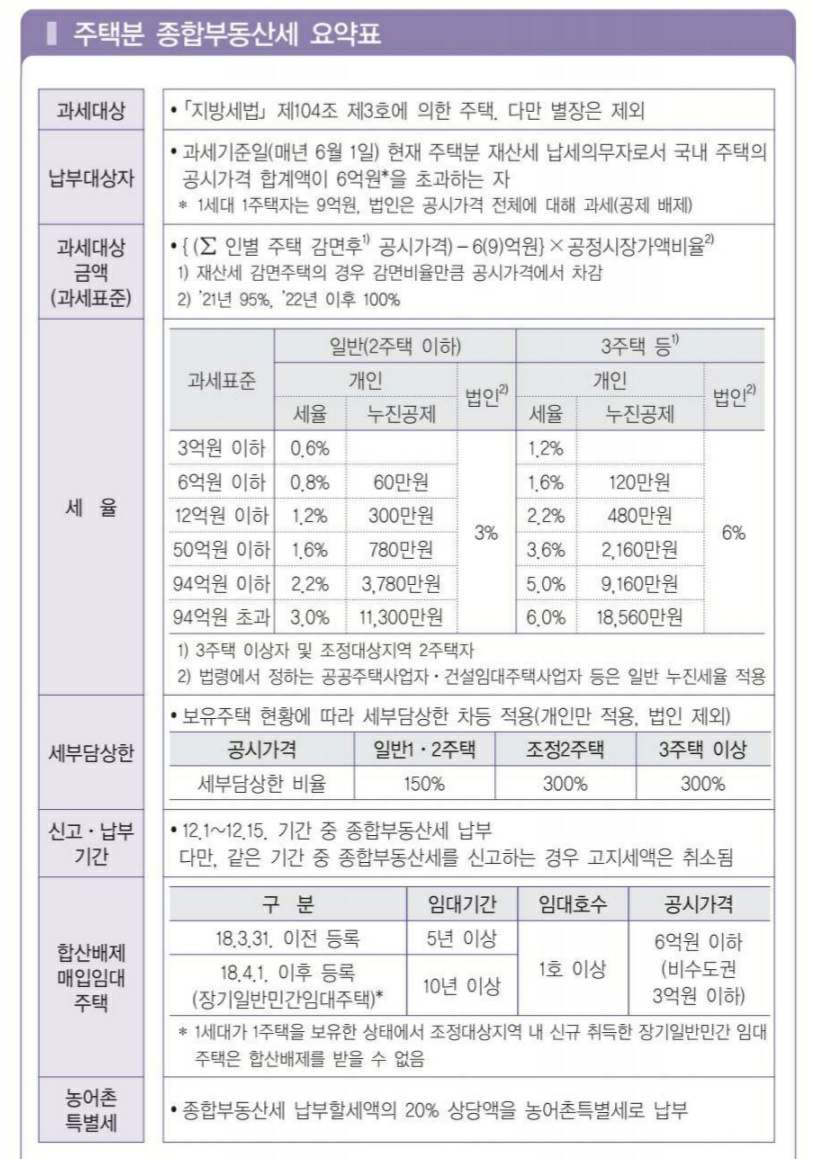 주택분 종합부동산세 요약표
과세대상
•「지방세법」 제104조 제3호에 의한 주택. 다만 별장은 제외
납부대상자
• 과세기준일(매년 6월 1일) 현재 주택분 재산세 납세의무자로서 국내 주택의
공시가격 합계액이 6억원*을 초과하는 자
* 1세대 1주택자는 9억원, 법인은 공시가격 전체에 대해 과세(공제 배제)
과세대상
금액
(과세표준)
• { (∑ 인별 주택 감면후1) 공시가격) – 6(9)억원} × 공정시장가액비율2)
1) 재산세 감면주택의 경우 감면비율만큼 공시가격에서 차감
2) '21년 95%, '22년 이후 100%
세 율
과세표준 일반(2주택 이하) 3주택 등1)
개인 법인2) 개인 법인2)
세율 누진공제 세율 누진공제
3억원 이하 0.6% 1.2%
6억원 이하 0.8% 60만원 1.6% 120만원
12억원 이하 1.2% 300만원 2.2% 480만원
3% 6%
50억원 이하 1.6% 780만원 3.6% 2,160만원
94억원 이하 2.2% 3,780만원 5.0% 9,160만원
94억원 초과 3.0% 11,300만원 6.0% 18,560만원
1) 3주택 이상자 및 조정대상지역 2주택자
2) 법령에서 정하는 공공주택사업자・건설임대주택사업자 등은 일반 누진세율 적용
세부담상한
• 보유주택 현황에 따라 세부담상한 차등 적용(개인만 적용, 법인 제외)
공시가격 일반1・2주택 조정2주택 3주택 이상
세부담상한 비율 150% 300% 300%
신고・납부
기간
• 12.1~12.15. 기간 중 종합부동산세 납부
다만, 같은 기간 중 종합부동산세를 신고하는 경우 고지세액은 취소됨
합산배제
매입임대
주택
구 분 임대기간 임대호수 공시가격
18.3.31. 이전 등록 5년 이상
18.4.1. 이후 등록
(장기일반민간임대주택)* 10년 이상
1호 이상
6억원 이하
(비수도권
3억원 이하)
* 1세대가 1주택을 보유한 상태에서 조정대상지역 내 신규 취득한 장기일반민간 임대
주택은 합산배제를 받을 수 없음
농어촌
특별세
• 종합부동산세 납부할세액의 20% 상당액을 농어촌특별세로 납부